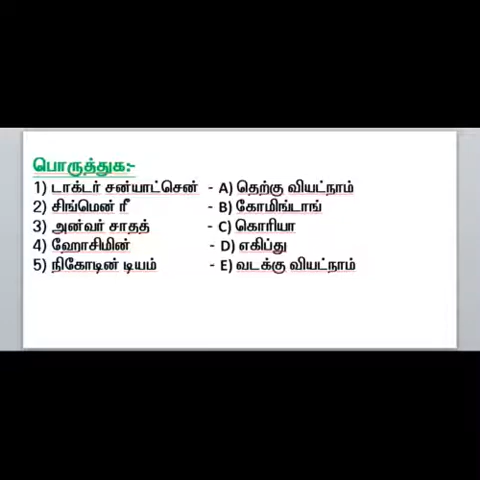 பொருத்துக:-
1) டாக்டர் சன்யாட்சென் - A) தெற்கு வியட்நாம்
2) சிங்மென் ரீ - B) கோமிங்டாங்
3) அன்வர் சாதத் - C) கொரியா
4) ஹோசிமின் - D) எகிப்து
5) நிகோடின் டியம் - E) வடக்கு வியட்நாம்